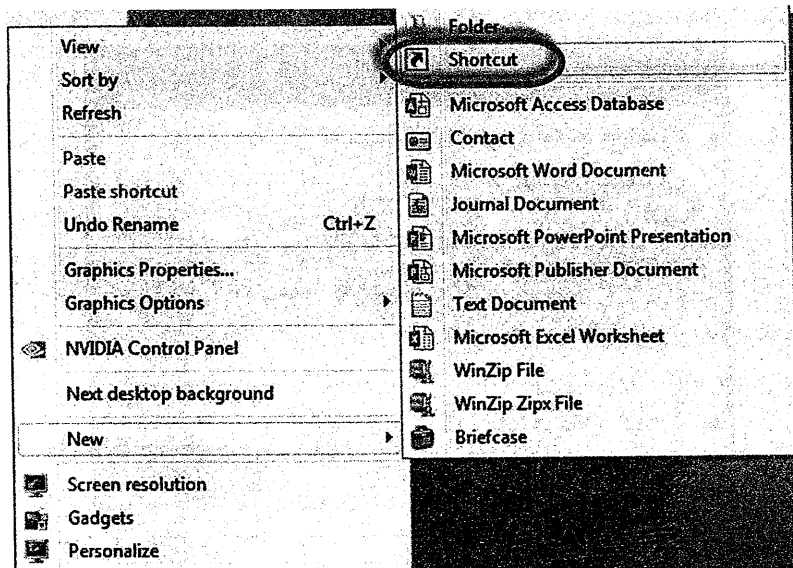 View
Sort by
Refresh
Paste
Paste shortcut
Undo Rename Ctrl+Z
Graphics Properties...
Graphics Options
NVIDIA Control Panel
Next desktop background
New
Screen resolution
Gadgets
Personalize
Folder
Shortcut
Microsoft Access Database
Contact
Microsoft Word Document
Journal Document
Microsoft PowerPoint Presentation
Microsoft Publisher Document
Text Document
Microsoft Excel Worksheet
WinZip File
WinZip Zipx File
Briefcase